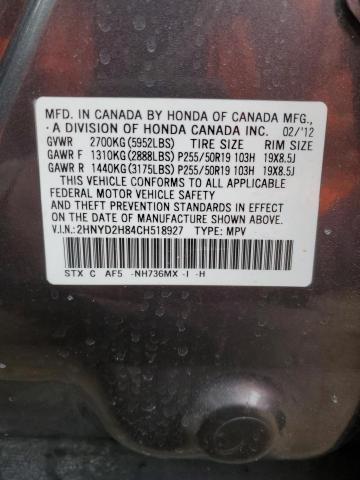 MFD. IN CANADA BY HONDA OF CANADA MFG.,
A DIVISION OF HONDA CANADA INC. 02/'12
GVWR 2700KG(5952LBS) TIRE SIZE RIM SIZE
GAWR F 1310KG(2888LBS)P255/50R19 103H 19X8.5J
GAWR R 1440KG(3175LBS)P255/50R19 103H 19X8.5J
THIS VEHICLE CONFORMS TO ALL APPLICABLE
FEDERAL MOTOR VEHICLE SAFETY
AND THEFT PREVENTION STANDARDS IN EFFECT
ON THE DATE OF MANUFACTURE SHOWN ABOVE.
V.I.N.:2HNYD2H84CH518927 TYPE: MPV
STX C AF5 -NH736MX -I -H